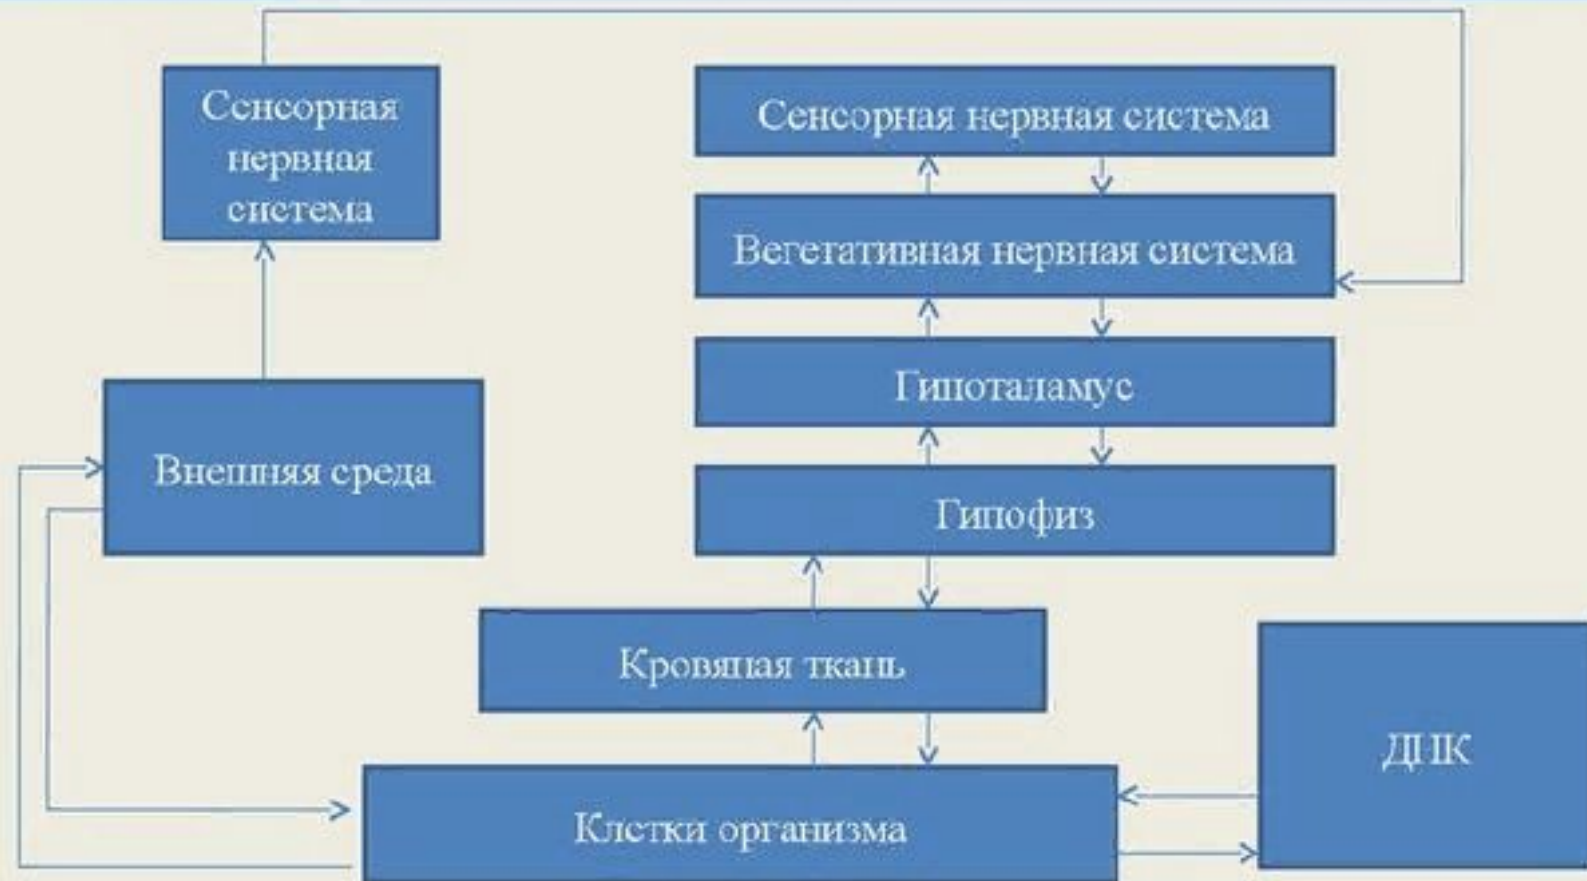 Сенсорная
нервная
система
Сенсорная нервная система
Вегетативная нервная система
Гипоталамус
Внешняя среда
Гипофиз
Кровяная ткань
ДНК
Клетки организма